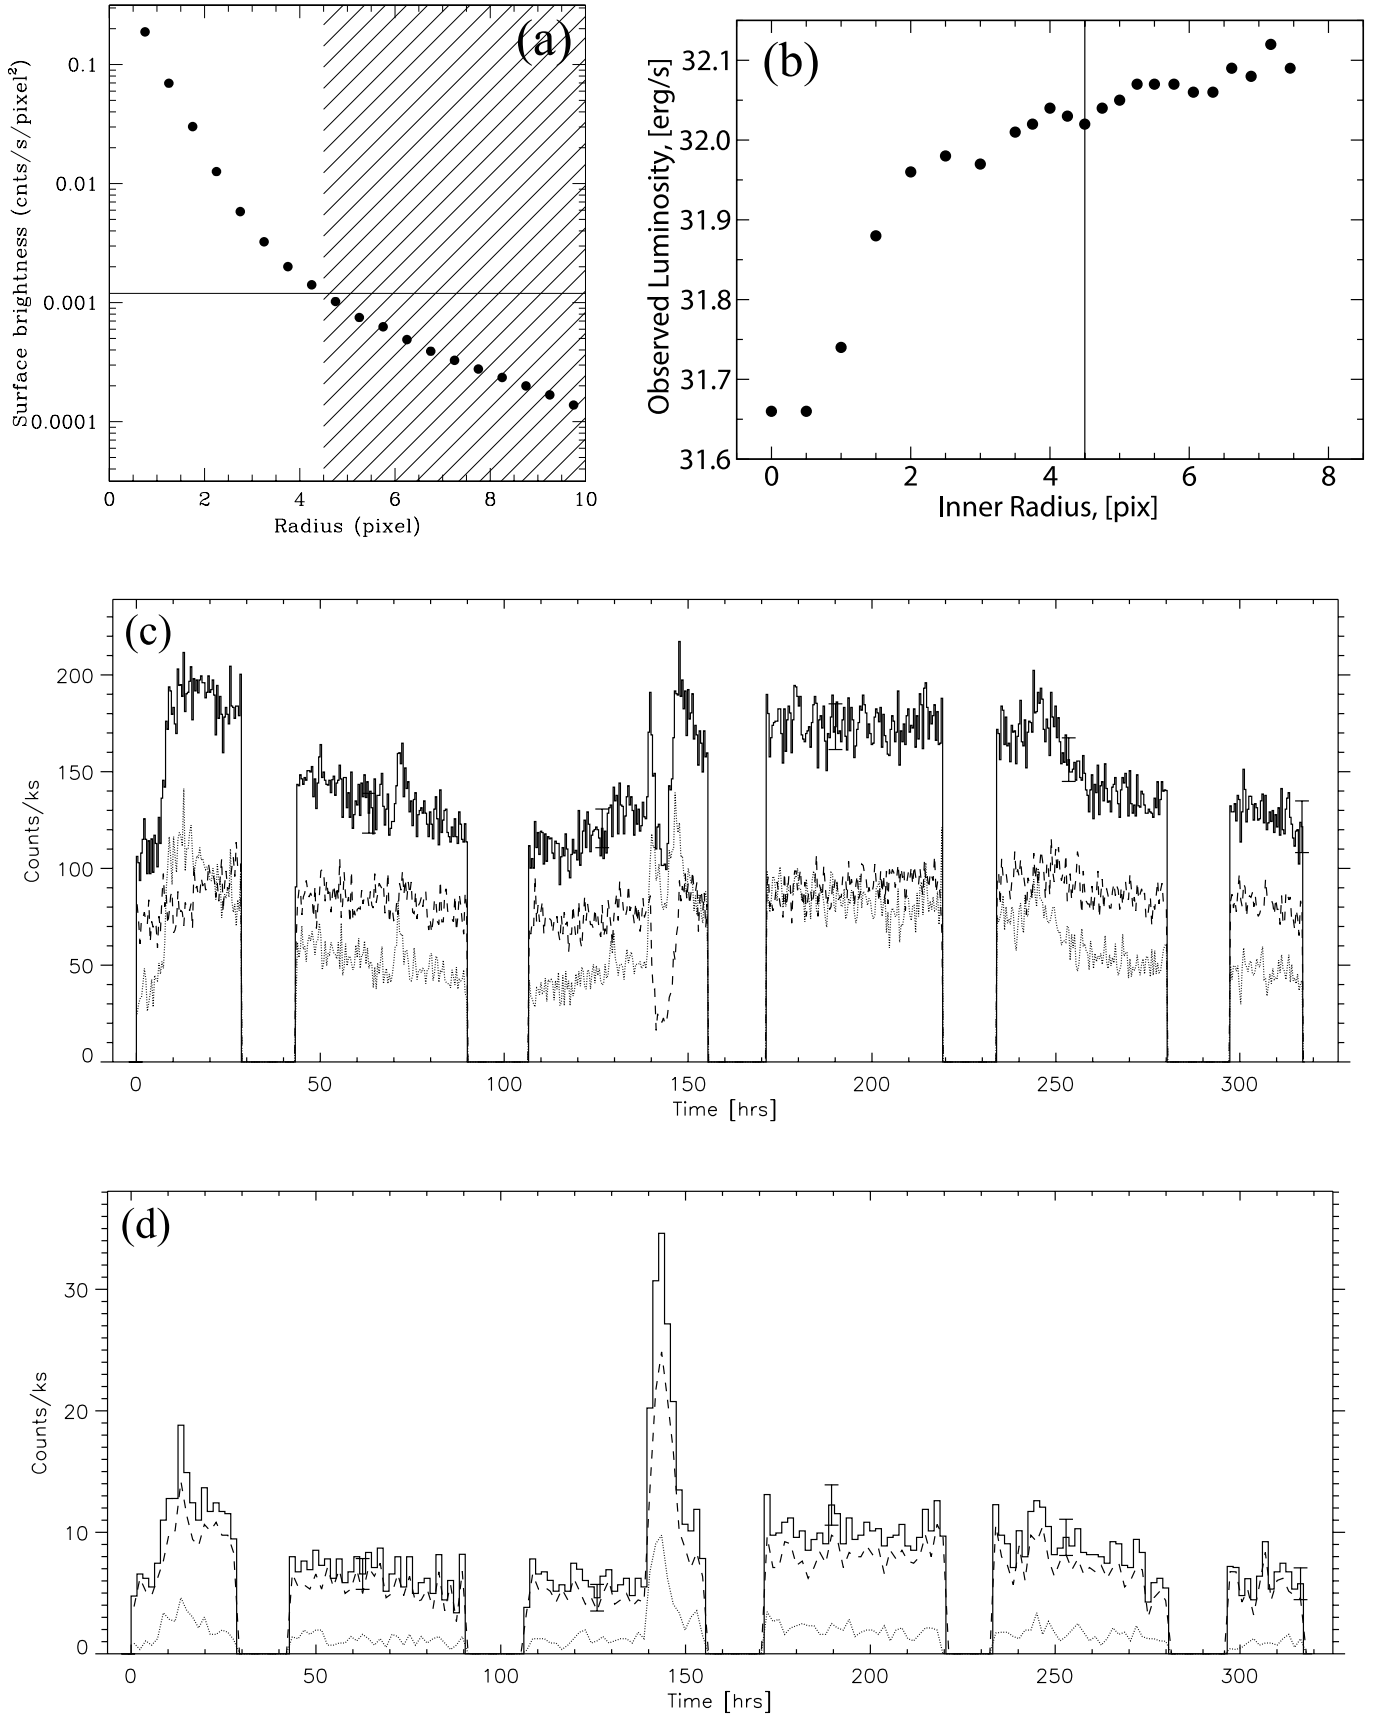 (a)
Surface brightness (cnts/s/pixel²)
0.1
0.01
0.001
0.0001
0 2 4 6 8 10
Radius (pixel)
(b)
Observed Luminosity, [erg/s]
32.1
32.0
31.9
31.8
31.7
31.6
0 2 4 6 8
Inner Radius, [pix]
(c)
Counts/ks
200
150
100
50
0
0 50 100 150 200 250 300
Time [hrs]
(d)
Counts/ks
30
20
10
0
0 50 100 150 200 250 300
Time [hrs]